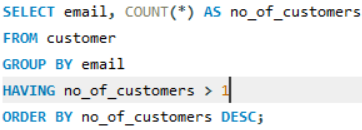 SELECT email, COUNT(*) AS no_of_customers
FROM customer
GROUP BY email
HAVING no_of_customers > 1
ORDER BY no_of_customers DESC;